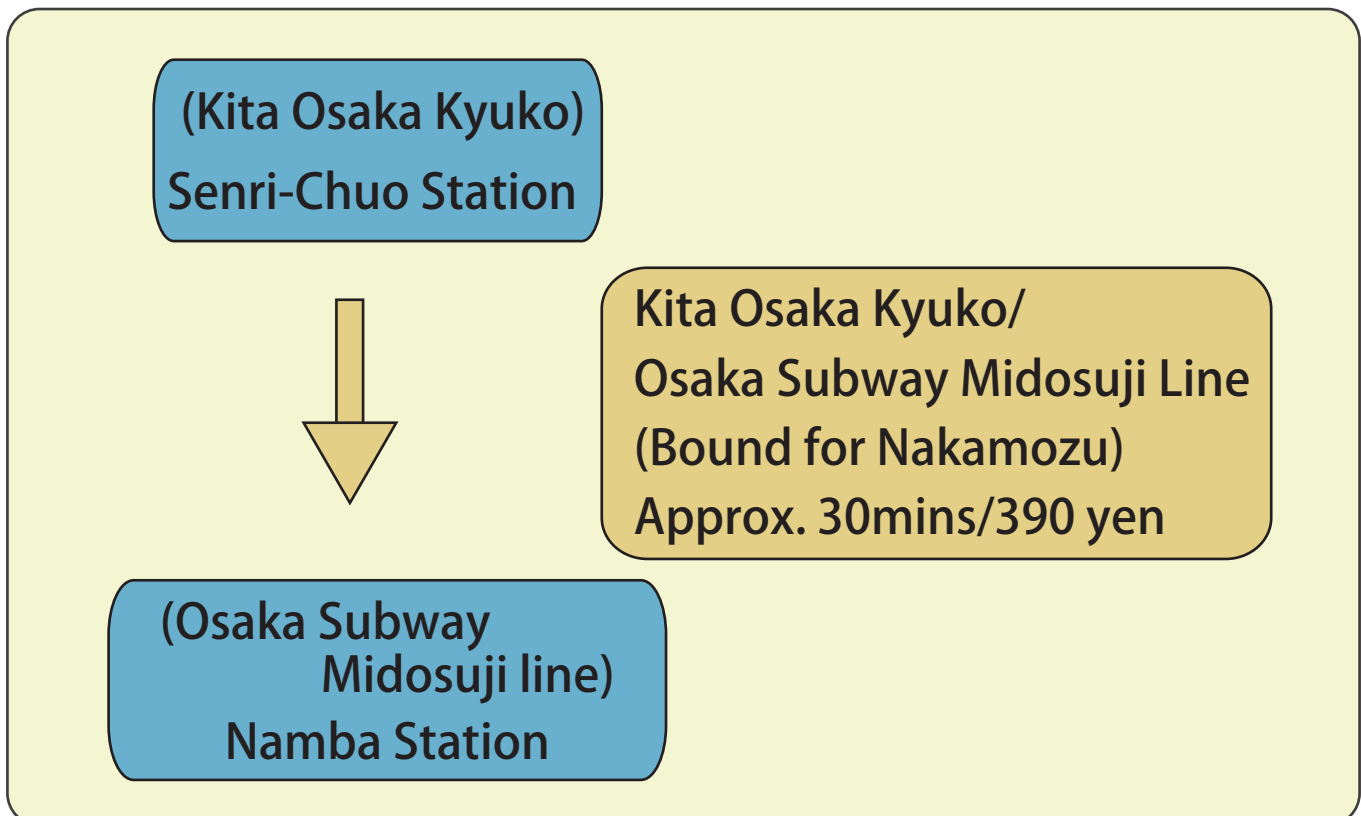 (Kita Osaka Kyuko)
Senri-Chuo Station
Kita Osaka Kyuko/
Osaka Subway Midosuji Line
(Bound for Nakamozu)
Approx. 30mins/390 yen
(Osaka Subway
Midosuji line)
Namba Station